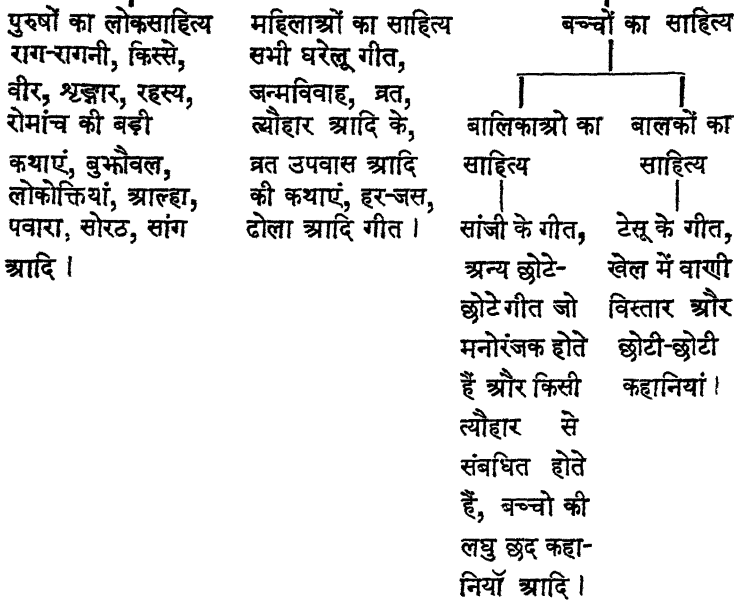 पुरुषों का लोकसाहित्य
राग-रागनी, किस्से,
वीर, श्रृङ्गार, रहस्य,
रोमांच की बड़ी
कथाएं, बुझौवल,
लोकोक्तियां, आल्हा,
पवारा, सोरठ, सांग
आदि ।
महिलाओं का साहित्य
सभी घरेलू गीत,
जन्मविवाह, व्रत,
त्यौहार आदि के,
व्रत उपवास आदि
की कथाएं, हर-जस,
ढोला आदि गीत ।
बच्चों का साहित्य
बालिकाओ का
साहित्य
सांजी के गीत,
अन्य छोटे-
छोटे गीत जो
मनोरंजक होते
हैं और किसी
त्यौहार से
संबधित होते
हैं, बच्चो की
लघु छद कहा-
नियॉ आदि ।
बालकों का
साहित्य
टेसू के गीत,
खेल में वाणी
विस्तार और
छोटी-छोटी
कहानियां ।